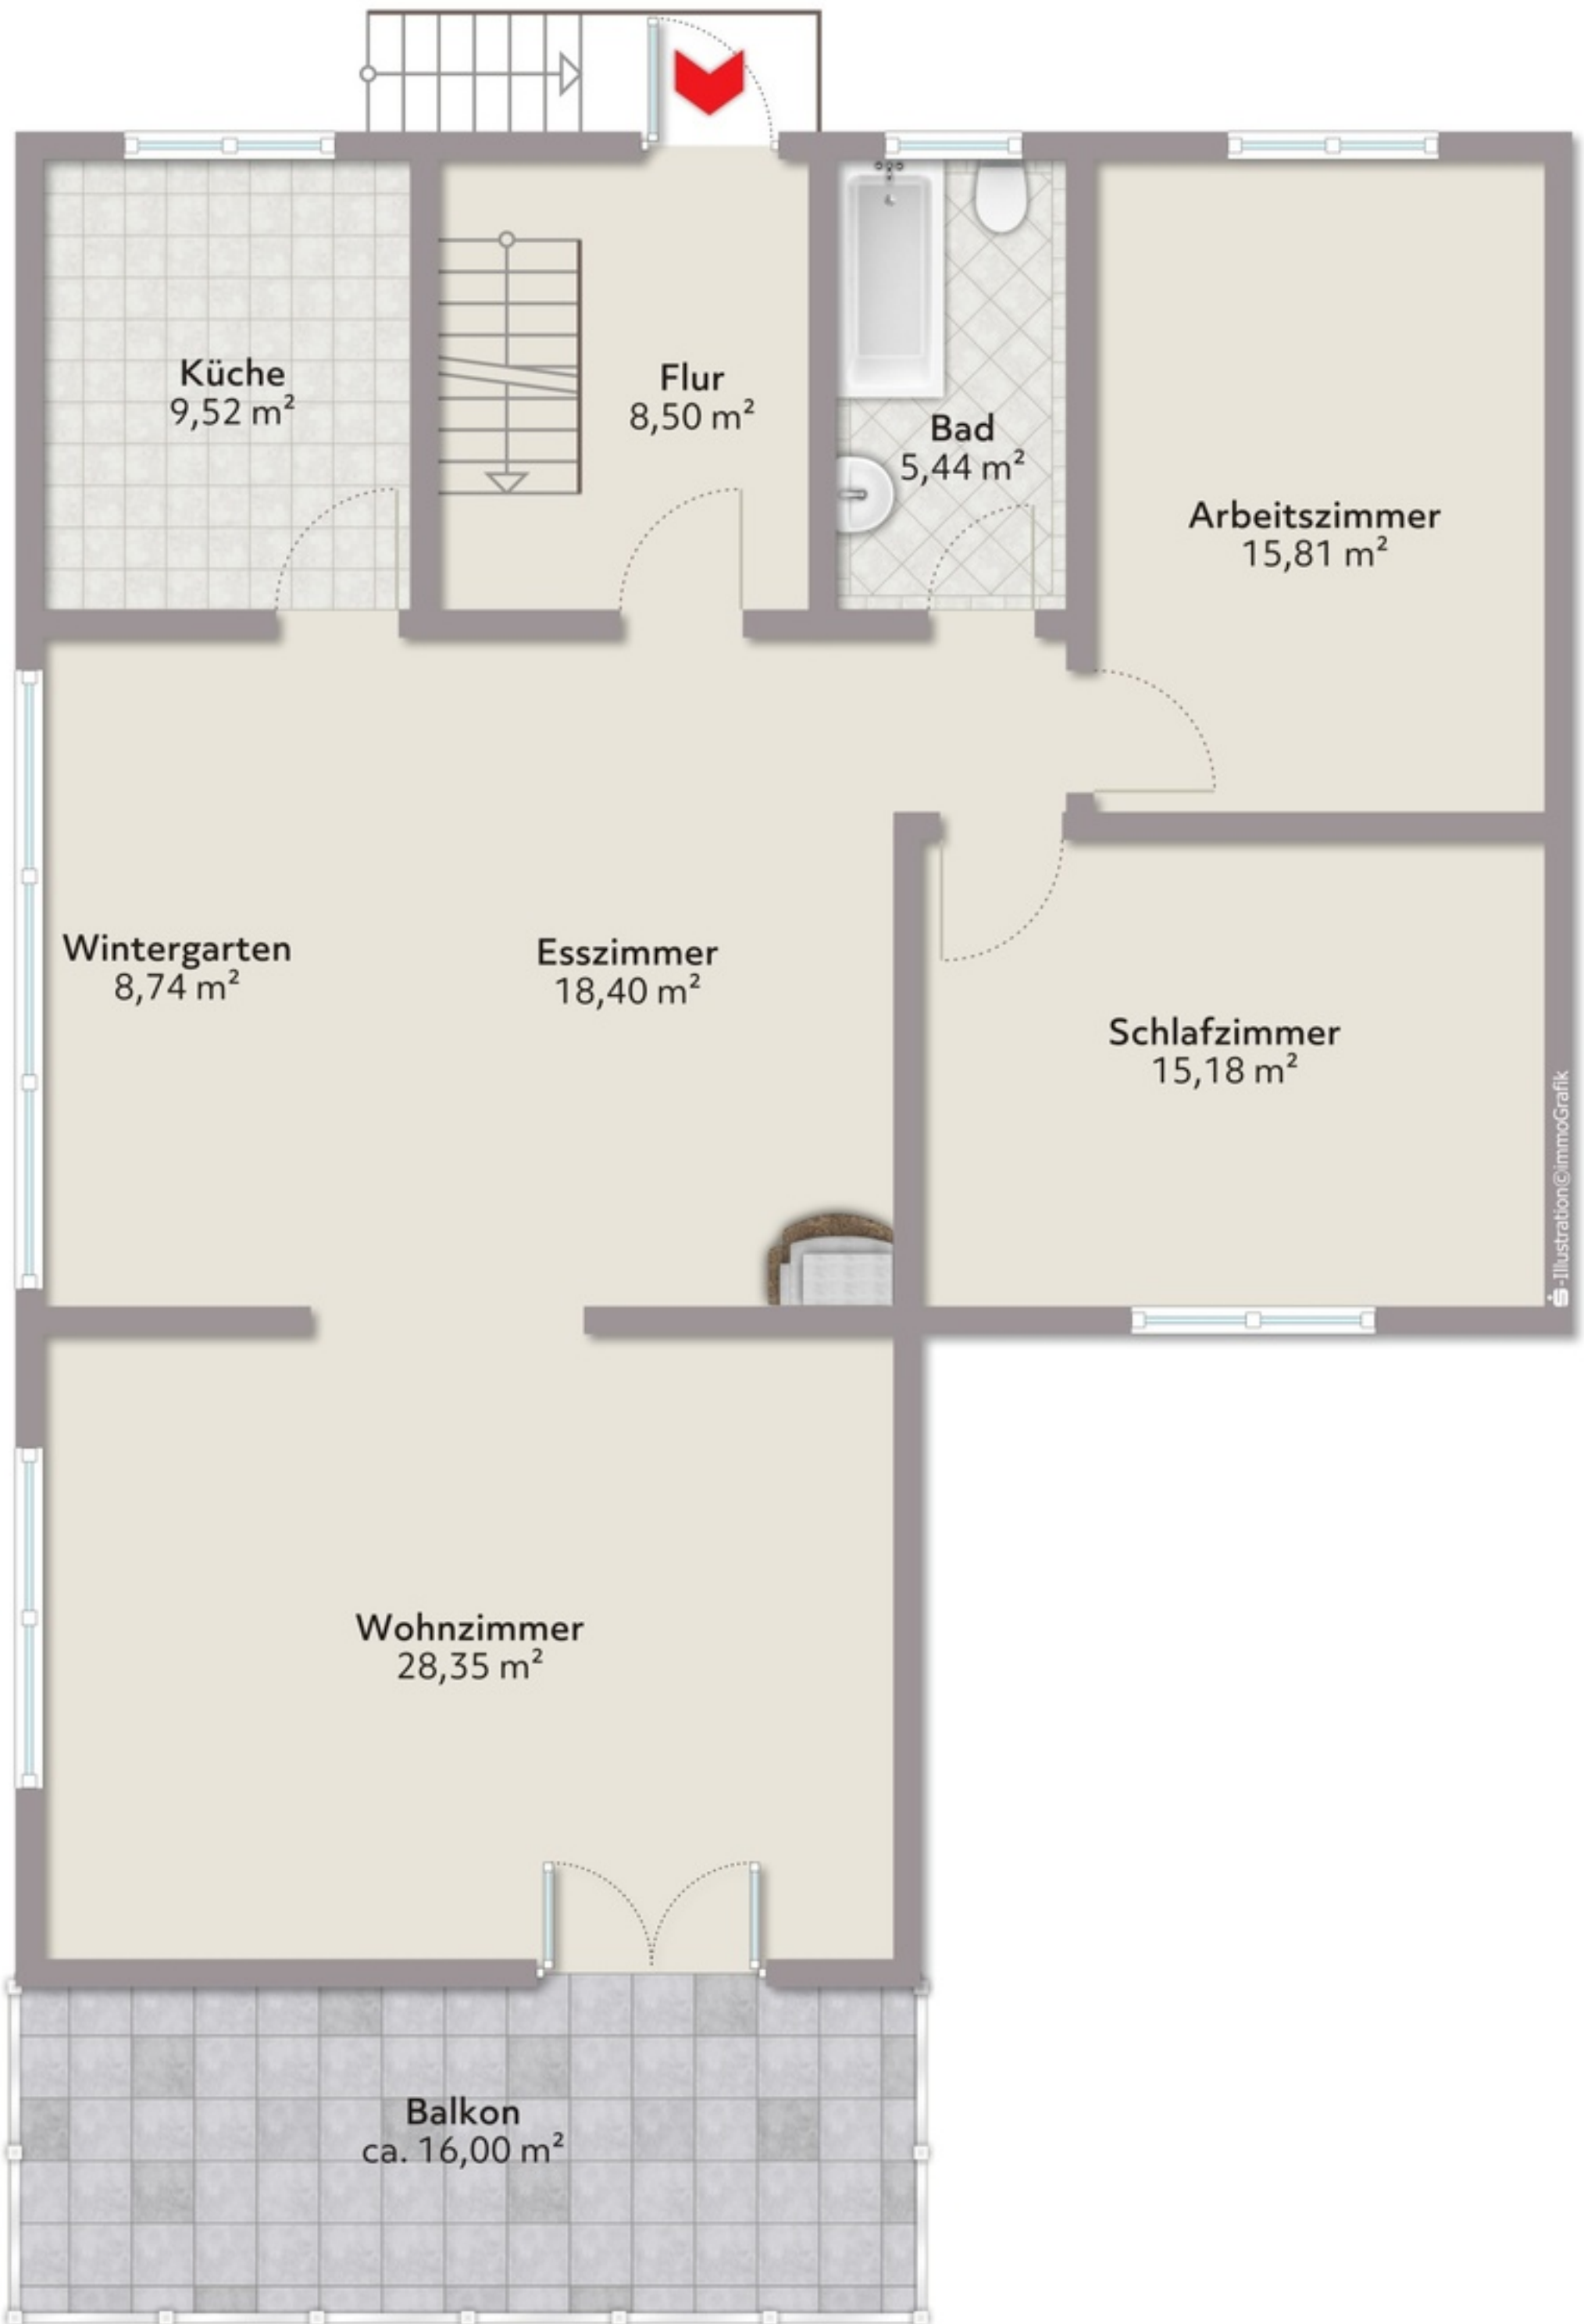 Küche
9,52 m²
Flur
8,50 m²
Bad
5,44 m²
Arbeitszimmer
15,81 m²
Wintergarten
8,74 m²
Esszimmer
18,40 m²
Schlafzimmer
15,18 m²
Illustration©immoGrafik
Wohnzimmer
28,35 m²
Balkon
ca. 16,00 m²